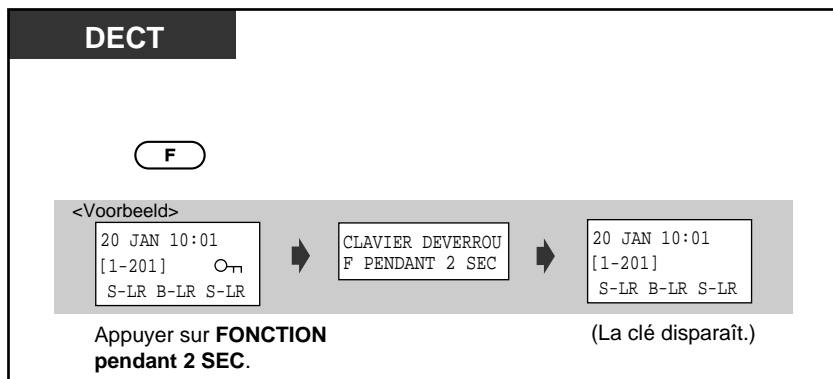 DECT
F
<Voorbeeld>
20 JAN 10:01
[1-201]
S-LR B-LR S-LR
CLAVIER DEVERROU
F PENDANT 2 SEC
20 JAN 10:01
[1-201]
S-LR B-LR S-LR
Appuyer sur FONCTION
pendant 2 SEC.
(La clé disparaît.)